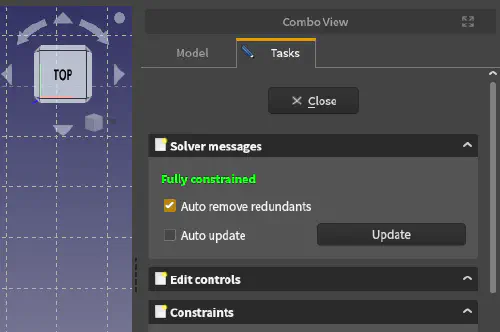 Combo View
TOP
Model
Tasks
Close
Solver messages
Fully constrained
Auto remove redundants
Auto update
Update
Edit controls
Constraints